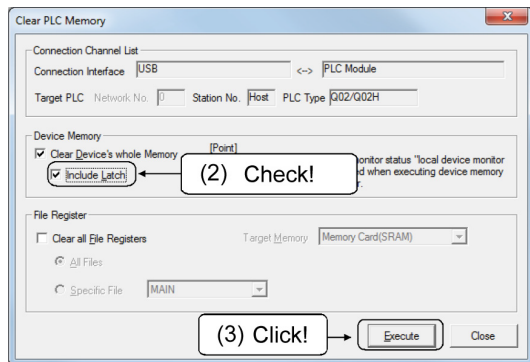 Clear PLC Memory
Connection Channel List
Connection Interface USB <--> PLC Module
Target PLC Network No. 0 Station No. Host PLC Type Q02/Q02H
Device Memory
Clear Device's whole Memory [Point]
onitor status "local device monitor
Include Latch (2) Check! ed when executing device memory
r.
File Register
Clear all File Registers Target Memory Memory Card(SRAM)
All Files
Specific File MAIN
(3) Click! Execute Close